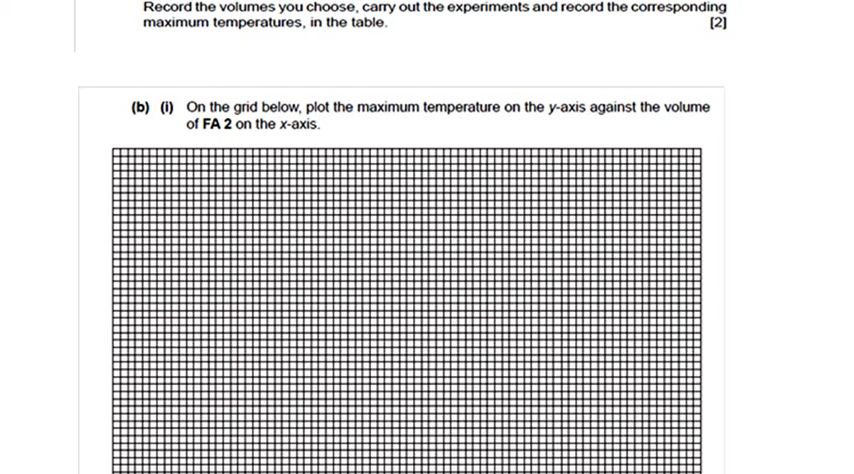 Record the volumes you choose, carry out the experiments and record the corresponding
maximum temperatures, in the table. [2]
(b) (i) On the grid below, plot the maximum temperature on the y-axis against the volume
of FA 2 on the x-axis.